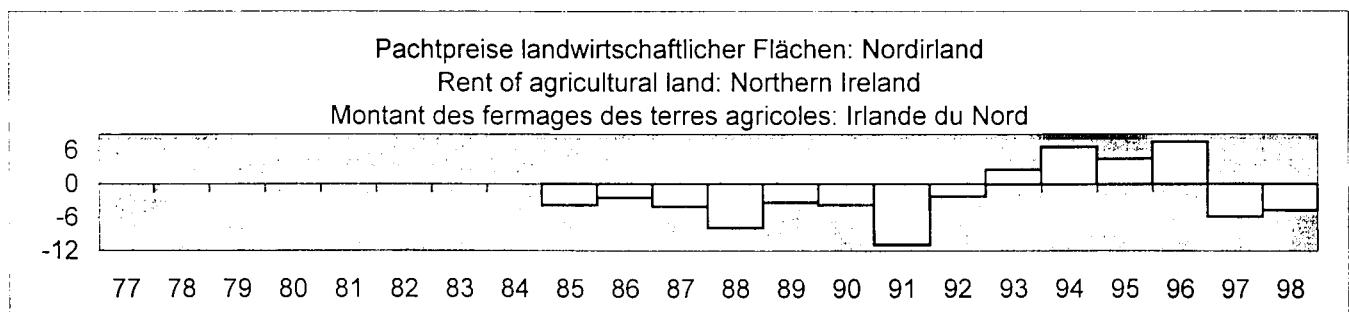 Pachtpreise landwirtschaftlicher Flächen: Nordirland
Rent of agricultural land: Northern Ireland
Montant des fermages des terres agricoles: Irlande du Nord
6
0
-6
-12
77 78 79 80 81 82 83 84 85 86 87 88 89 90 91 92 93 94 95 96 97 98